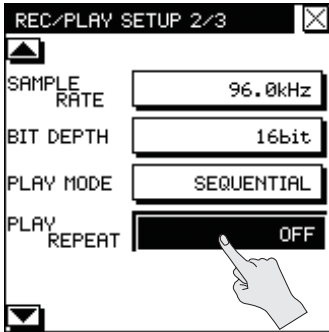 REC/PLAY SETUP 2/3
SAMPLE
RATE
96.0kHz
BIT DEPTH
16bit
PLAY MODE
SEQUENTIAL
PLAY
REPEAT
OFF